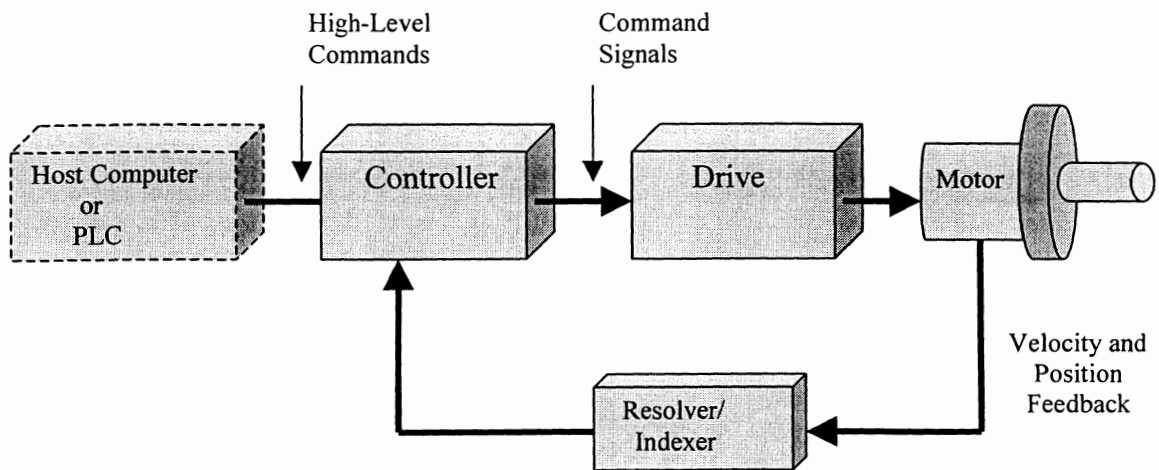 High-Level
Commands
Command
Signals
Host Computer
or
PLC
Controller
Drive
Motor
Velocity and
Position
Feedback
Resolver/
Indexer